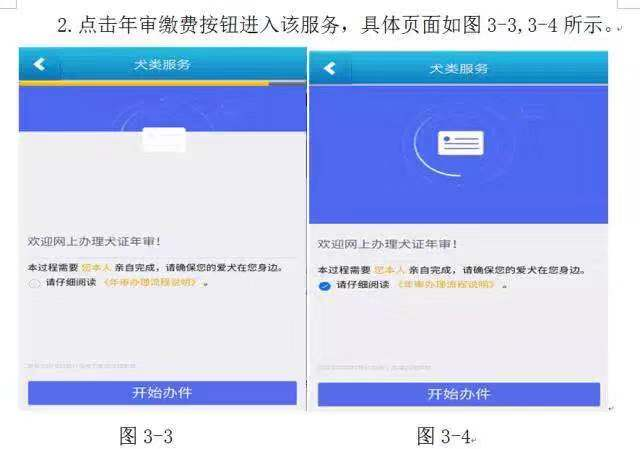 2.点击年审缴费按钮进入该服务，具体页面如图 3-3,3-4 所示。
犬类服务
欢迎网上办理犬证年审！
本过程需要 您本人 亲自完成，请确保您的爱犬在您身边。
请仔细阅读 《年审办理流程说明》 。
开始办件
图 3-3
犬类服务
欢迎网上办理犬证年审！
本过程需要 您本人 亲自完成，请确保您的爱犬在您身边。
请仔细阅读 《年审办理流程说明》 。
开始办件
图 3-4